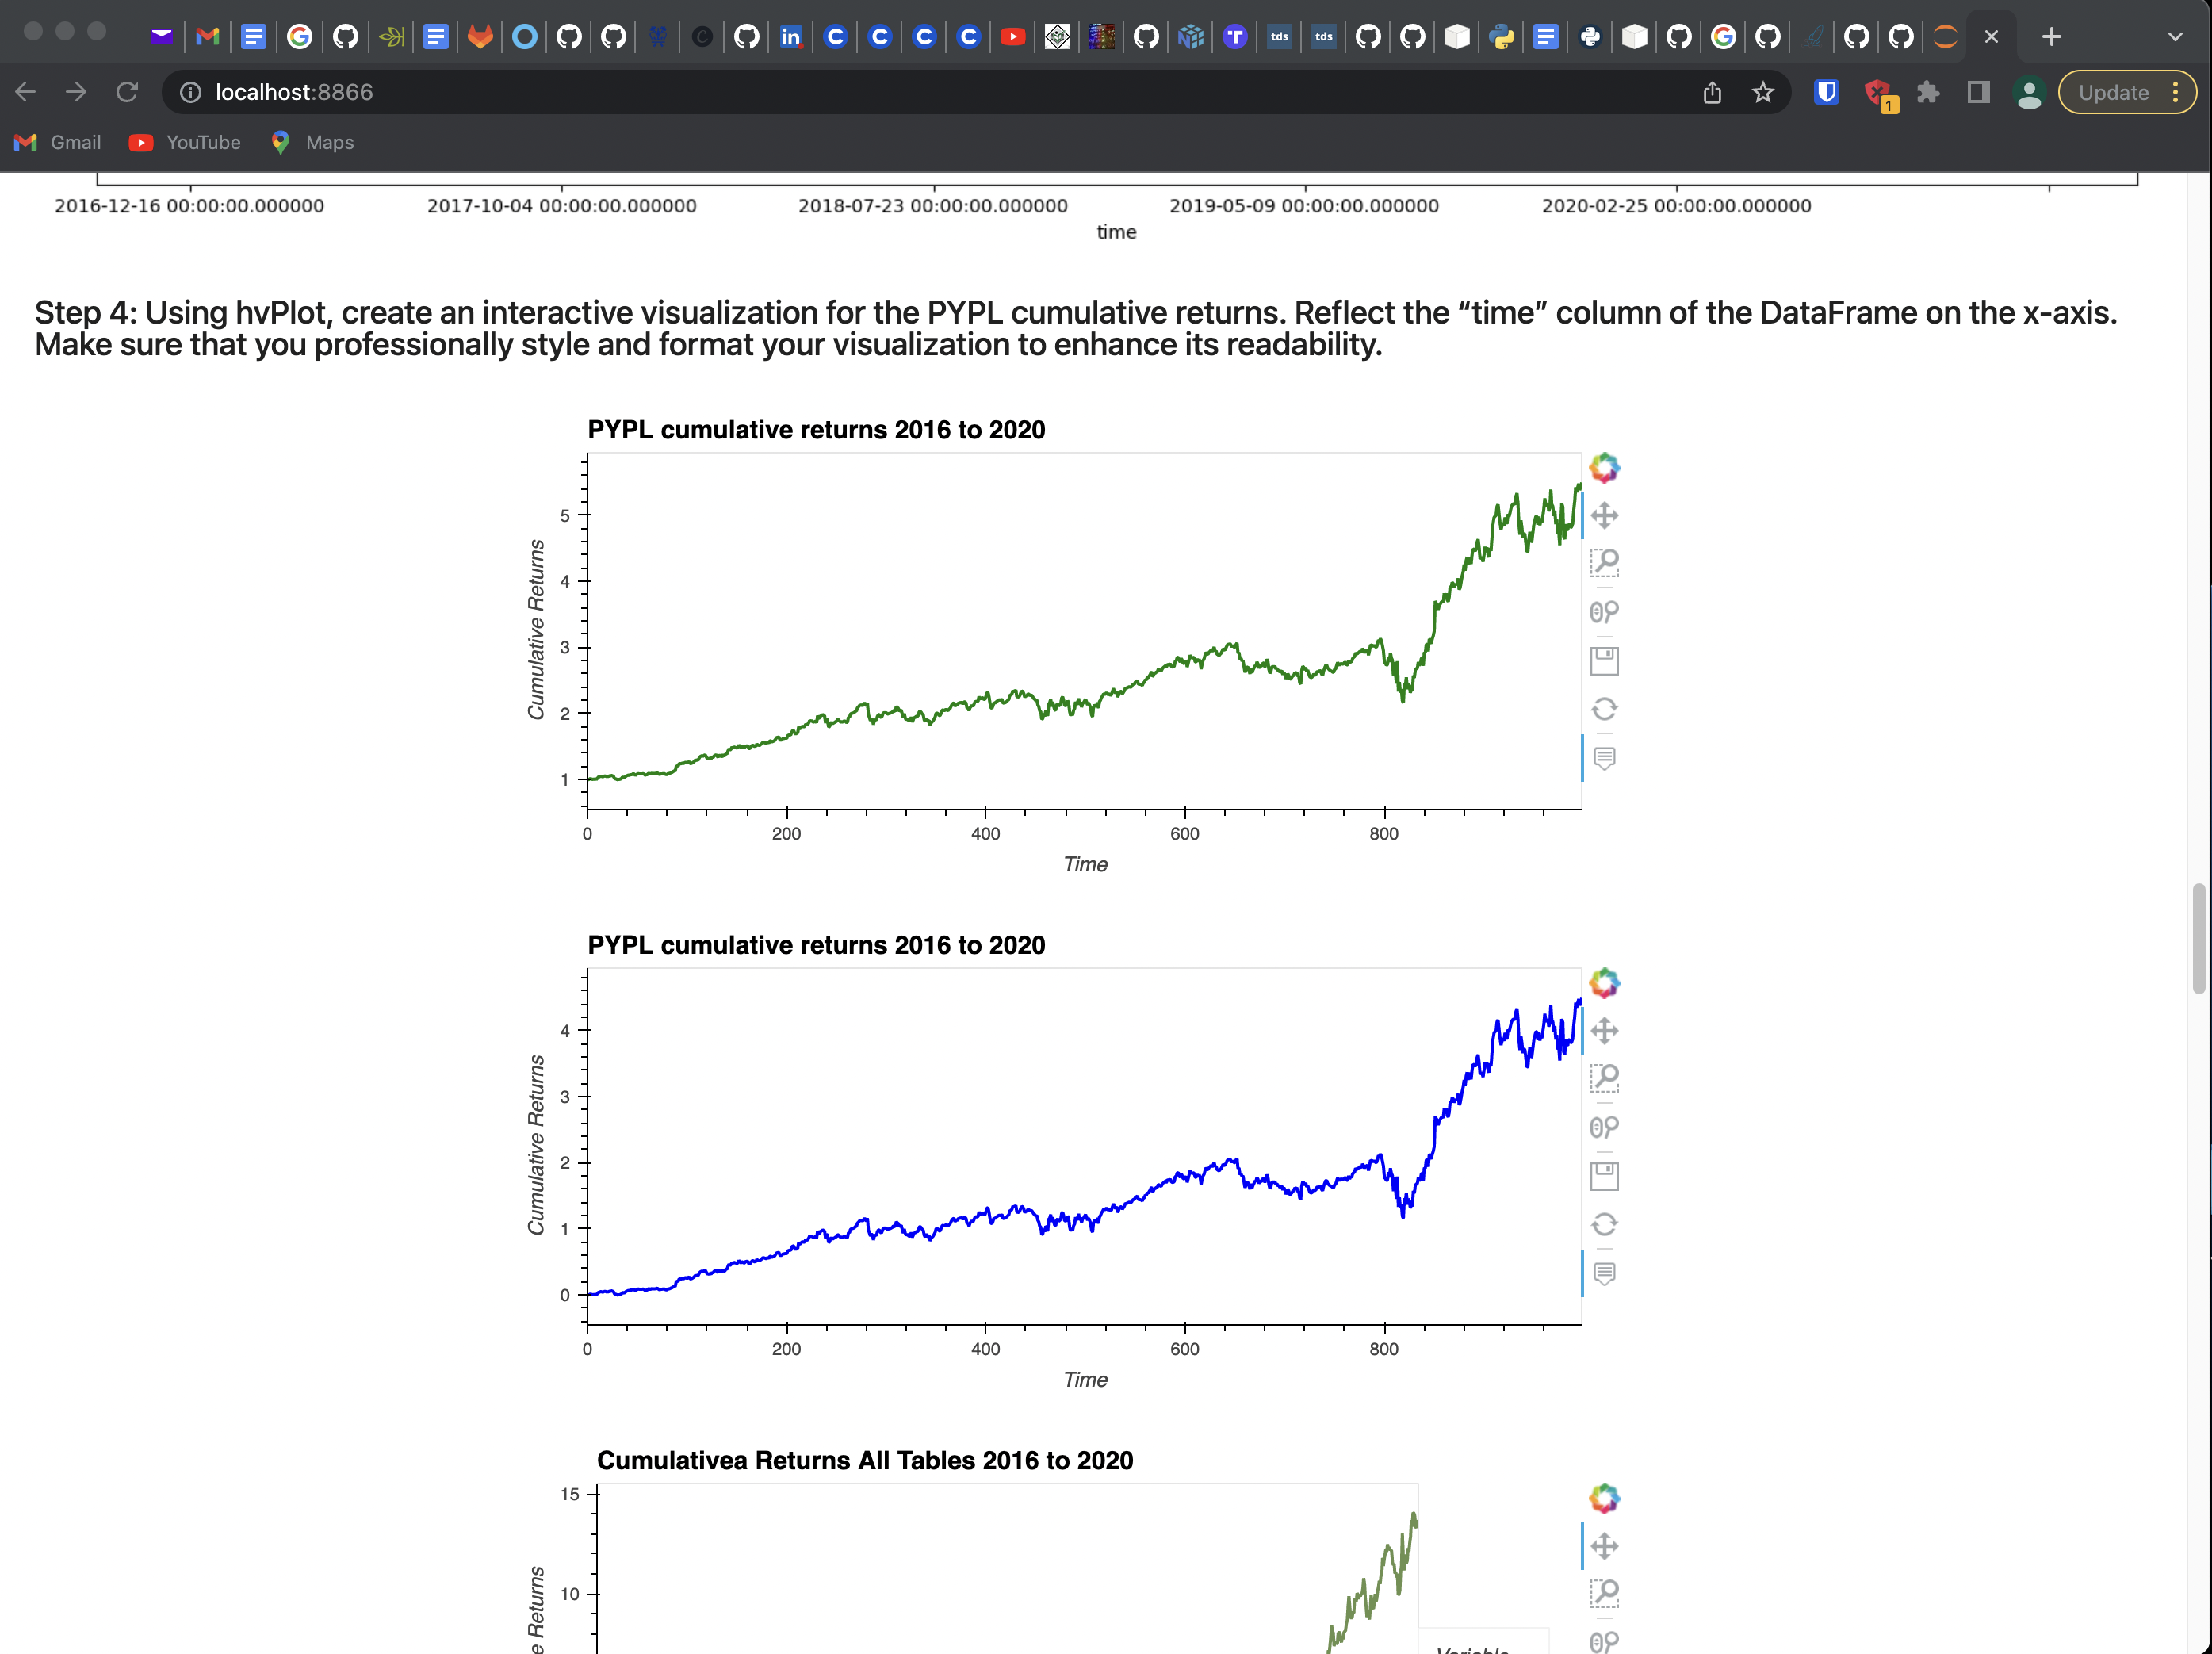 tds
tds
localhost:8866
1
Update
Gmail
YouTube
Maps
2016-12-16 00:00:00.000000
2017-10-04 00:00:00.000000
2018-07-23 00:00:00.000000
2019-05-09 00:00:00.000000
2020-02-25 00:00:00.000000
time
Step 4: Using hvPlot, create an interactive visualization for the PYPL cumulative returns. Reflect the “time” column of the DataFrame on the x-axis.
Make sure that you professionally style and format your visualization to enhance its readability.
PYPL cumulative returns 2016 to 2020
Cumulative Returns
5
4
3
2
1
0
200
400
600
800
Time
PYPL cumulative returns 2016 to 2020
Cumulative Returns
4
3
2
1
0
0
200
400
600
800
Time
Cumulativea Returns All Tables 2016 to 2020
15
10
e Returns
Variable